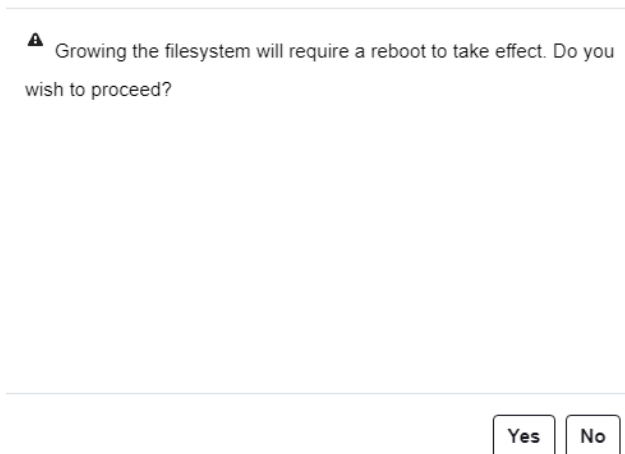 Growing the filesystem will require a reboot to take effect. Do you
wish to proceed?
Yes No